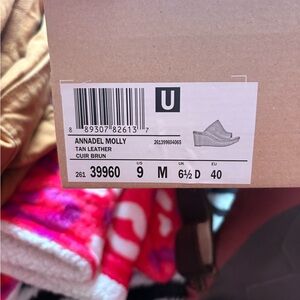 U
8 89307 82613 7
ANNADEL MOLLY 261399604065
TAN LEATHER
CUIR BRUN
US UK EU
261 39960 9 M 6½ D 40